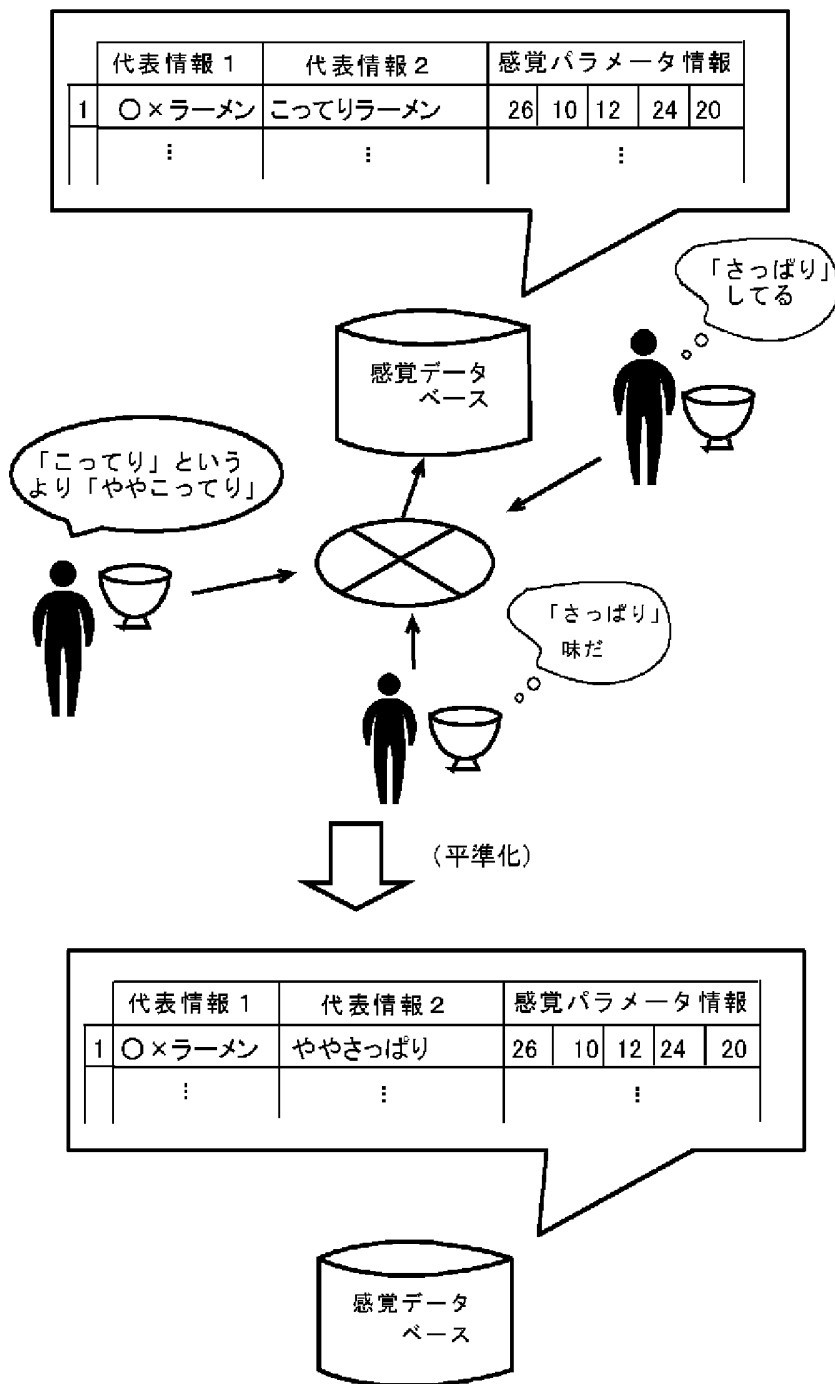 代表情報1 代表情報2 感覚パラメータ情報
1 ○×ラーメン こってりラーメン 26 10 12 24 20
⋮ ⋮ ⋮
「さっぱり」
してる
感覚データ
ベース
「こってり」という
より「ややこってり」
「さっぱり」
味だ
(平準化)
代表情報1 代表情報2 感覚パラメータ情報
1 ○×ラーメン ややさっぱり 26 10 12 24 20
⋮ ⋮ ⋮
感覚データ
ベース